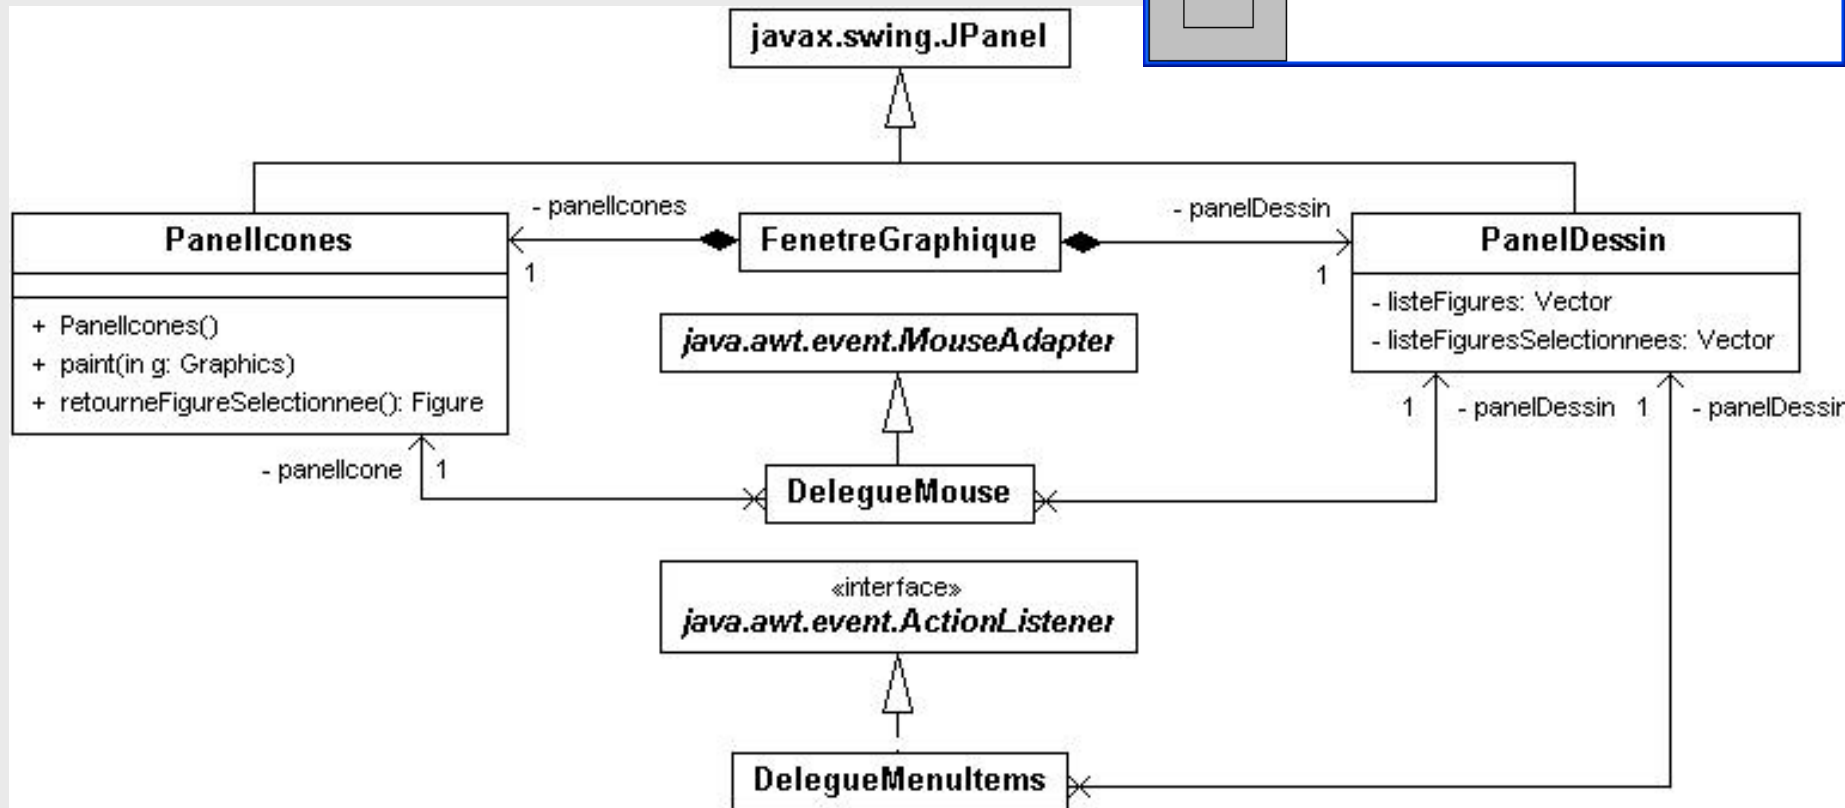 javax.swing.JPanel
- panelIcones
- panelDessin
PanelIcones
FenetreGraphique
PanelDessin
1
1
+ PanelIcones()
+ paint(in g: Graphics)
+ retourneFigureSelectionnee(): Figure
- listeFigures: Vector
- listeFiguresSelectionnees: Vector
java.awt.event.MouseAdapter
1
- panelDessin
1
- panelDessin
- panelIcone
1
DelegueMouse
«interface»
java.awt.event.ActionListener
DelegueMenuItems